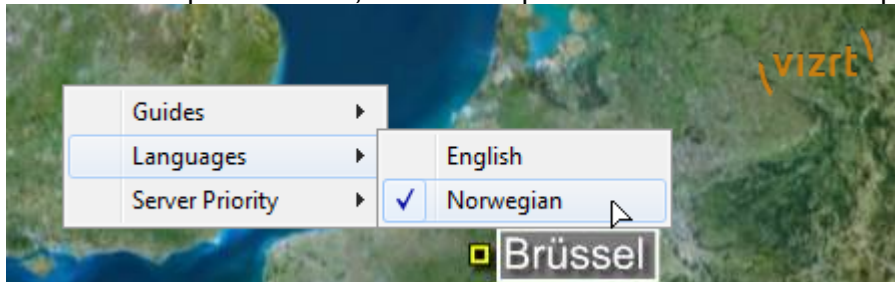 vizrt
Guides
Languages
English
Server Priority
Norwegian
Brüssel